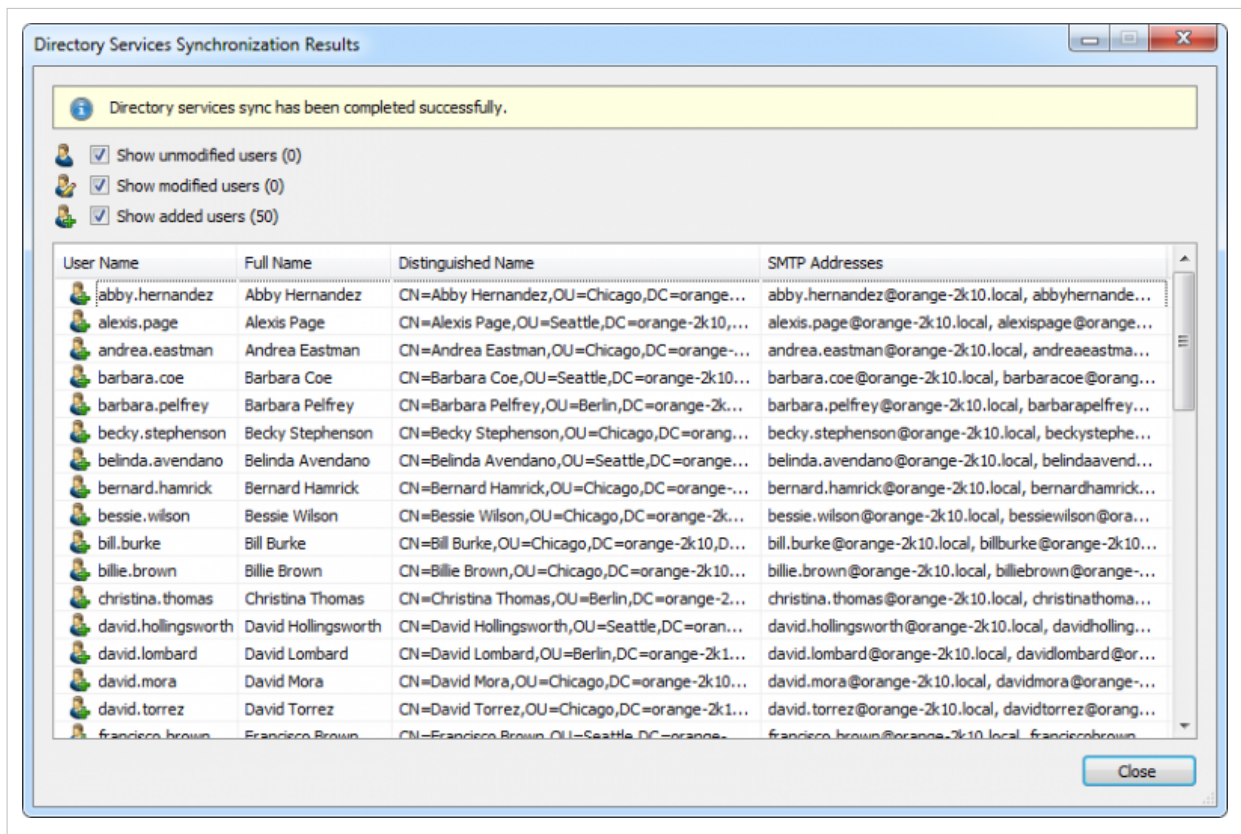 Directory Services Synchronization Results
Directory services sync has been completed successfully.
Show unmodified users (0)
Show modified users (0)
Show added users (50)
User Name Full Name Distinguished Name SMTP Addresses
abby.hernandez Abby Hernandez CN=Abby Hernandez,OU=Chicago,DC=orange... abby.hernandez@orange-2k10.local, abbyhernande...
alexis.page Alexis Page CN=Alexis Page,OU=Seattle,DC=orange-2k10,... alexis.page@orange-2k10.local, alexispage@orange...
andrea.eastman Andrea Eastman CN=Andrea Eastman,OU=Chicago,DC=orange-... andrea.eastman@orange-2k10.local, andreaeastma...
barbara.coe Barbara Coe CN=Barbara Coe,OU=Seattle,DC=orange-2k10... barbara.coe@orange-2k10.local, barbaracoe@orang...
barbara.pelfrey Barbara Pelfrey CN=Barbara Pelfrey,OU=Berlin,DC=orange-2k... barbara.pelfrey@orange-2k10.local, barbarapelfrey...
becky.stephenson Becky Stephenson CN=Becky Stephenson,OU=Chicago,DC=orang... becky.stephenson@orange-2k10.local, beckystephe...
belinda.avendano Belinda Avendano CN=Belinda Avendano,OU=Seattle,DC=orange... belinda.avendano@orange-2k10.local, belindaavend...
bernard.hamrick Bernard Hamrick CN=Bernard Hamrick,OU=Chicago,DC=orange-... bernard.hamrick@orange-2k10.local, bernardhamrick...
bessie.wilson Bessie Wilson CN=Bessie Wilson,OU=Chicago,DC=orange-2k... bessie.wilson@orange-2k10.local, bessiewilson@ora...
bill.burke Bill Burke CN=Bill Burke,OU=Chicago,DC=orange-2k10,D... bill.burke@orange-2k10.local, billburke@orange-2k10...
billie.brown Billie Brown CN=Billie Brown,OU=Chicago,DC=orange-2k10... billie.brown@orange-2k10.local, billiebrown@orange-...
christina.thomas Christina Thomas CN=Christina Thomas,OU=Berlin,DC=orange-2... christina.thomas@orange-2k10.local, christinathoma...
david.hollingsworth David Hollingsworth CN=David Hollingsworth,OU=Seattle,DC=oran... david.hollingsworth@orange-2k10.local, davidholling...
david.lombard David Lombard CN=David Lombard,OU=Berlin,DC=orange-2k1... david.lombard@orange-2k10.local, davidlombard@or...
david.mora David Mora CN=David Mora,OU=Chicago,DC=orange-2k10... david.mora@orange-2k10.local, davidmora@orange-...
david.torrez David Torrez CN=David Torrez,OU=Chicago,DC=orange-2k1... david.torrez@orange-2k10.local, davidtorrez@orang...
francisco.brown Francisco Brown CN=Francisco Brown,OU=Seattle,DC=orange-... francisco.brown@orange-2k10.local, franciscobrown...
Close